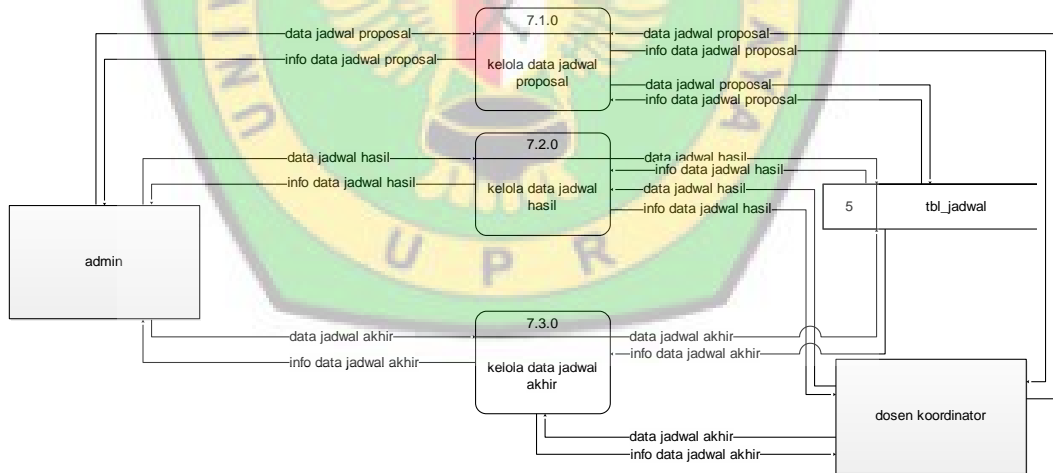 7.1.0
kelola data jadwal
proposal
data jadwal proposal
info data jadwal proposal
data jadwal proposal
info data jadwal proposal
data jadwal proposal
info data jadwal proposal
7.2.0
kelola data jadwal
hasil
data jadwal hasil
info data jadwal hasil
data jadwal hasil
info data jadwal hasil
data jadwal hasil
info data jadwal hasil
5
tbl_jadwal
admin
U P R
7.3.0
kelola data jadwal
akhir
data jadwal akhir
info data jadwal akhir
data jadwal akhir
info data jadwal akhir
dosen koordinator
data jadwal akhir
info data jadwal akhir